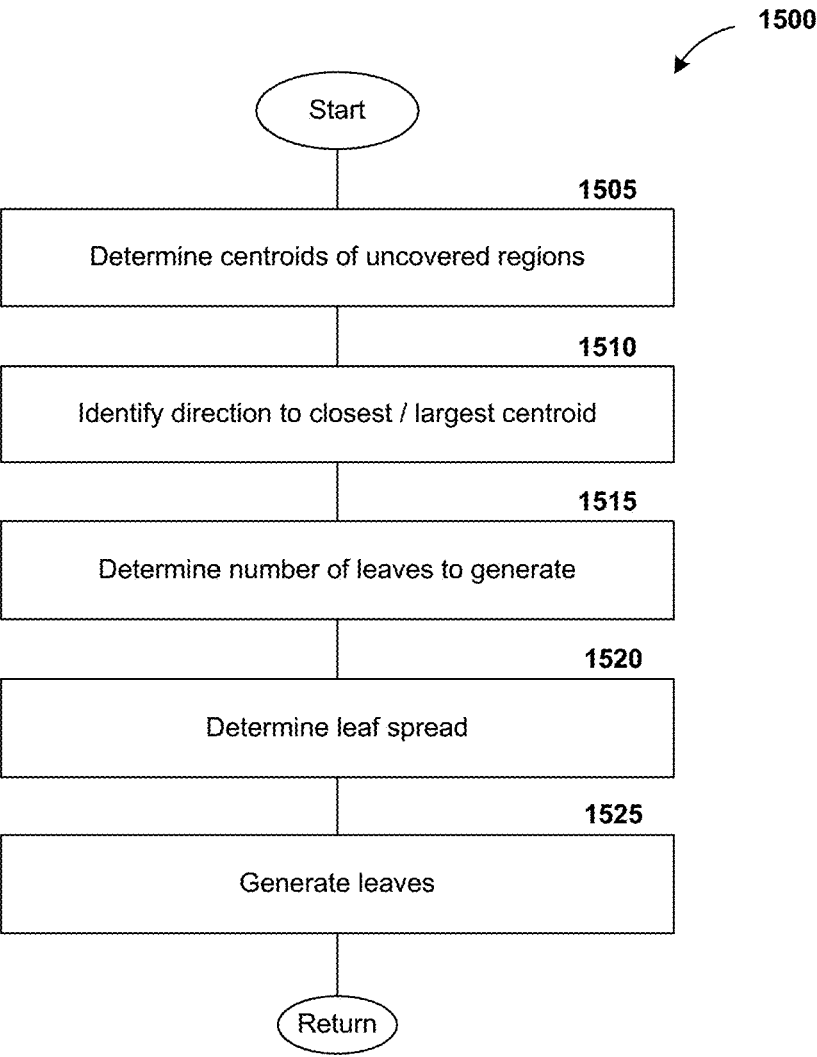 1500
Start
1505
Determine centroids of uncovered regions
1510
Identify direction to closest / largest centroid
1515
Determine number of leaves to generate
1520
Determine leaf spread
1525
Generate leaves
Return